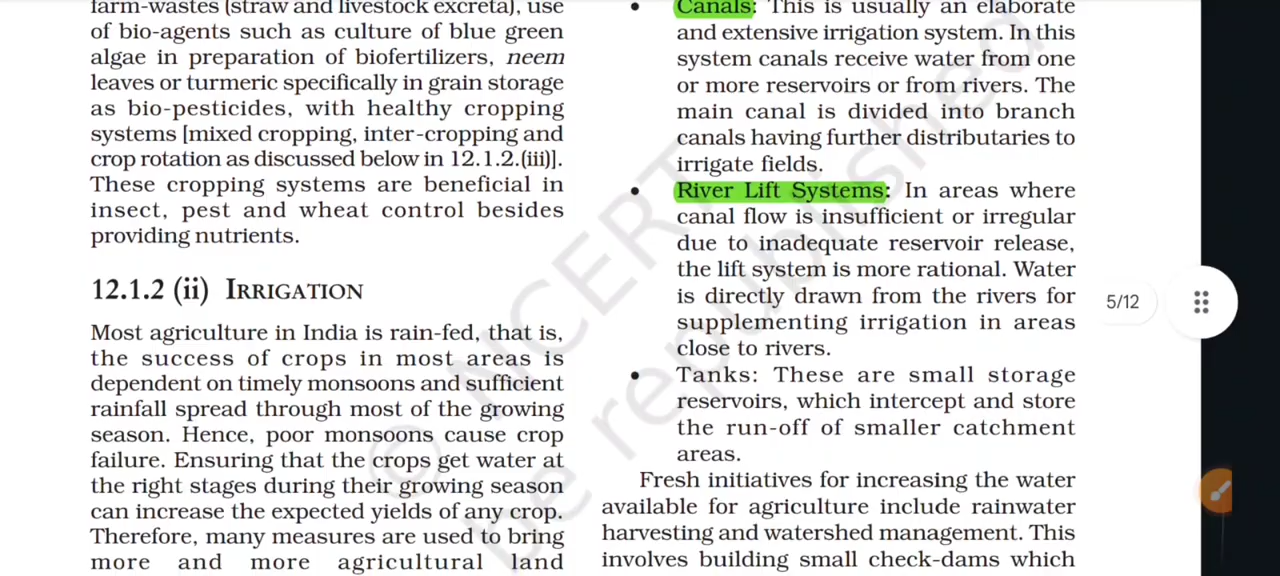 farm-wastes (straw and livestock excreta), use
of bio-agents such as culture of blue green
algae in preparation of biofertilizers, neem
leaves or turmeric specifically in grain storage
as bio-pesticides, with healthy cropping
systems [mixed cropping, inter-cropping and
crop rotation as discussed below in 12.1.2.(iii)].
These cropping systems are beneficial in
insect, pest and wheat control besides
providing nutrients.
12.1.2 (ii) IRRIGATION
Most agriculture in India is rain-fed, that is,
the success of crops in most areas is
dependent on timely monsoons and sufficient
rainfall spread through most of the growing
season. Hence, poor monsoons cause crop
failure. Ensuring that the crops get water at
the right stages during their growing season
can increase the expected yields of any crop.
Therefore, many measures are used to bring
more and more agricultural land
• Canals: This is usually an elaborate
and extensive irrigation system. In this
system canals receive water from one
or more reservoirs or from rivers. The
main canal is divided into branch
canals having further distributaries to
irrigate fields.
• River Lift Systems: In areas where
canal flow is insufficient or irregular
due to inadequate reservoir release,
the lift system is more rational. Water
is directly drawn from the rivers for
supplementing irrigation in areas
close to rivers.
• Tanks: These are small storage
reservoirs, which intercept and store
the run-off of smaller catchment
areas.
Fresh initiatives for increasing the water
available for agriculture include rainwater
harvesting and watershed management. This
involves building small check-dams which
5/12
© NCERT
be republished